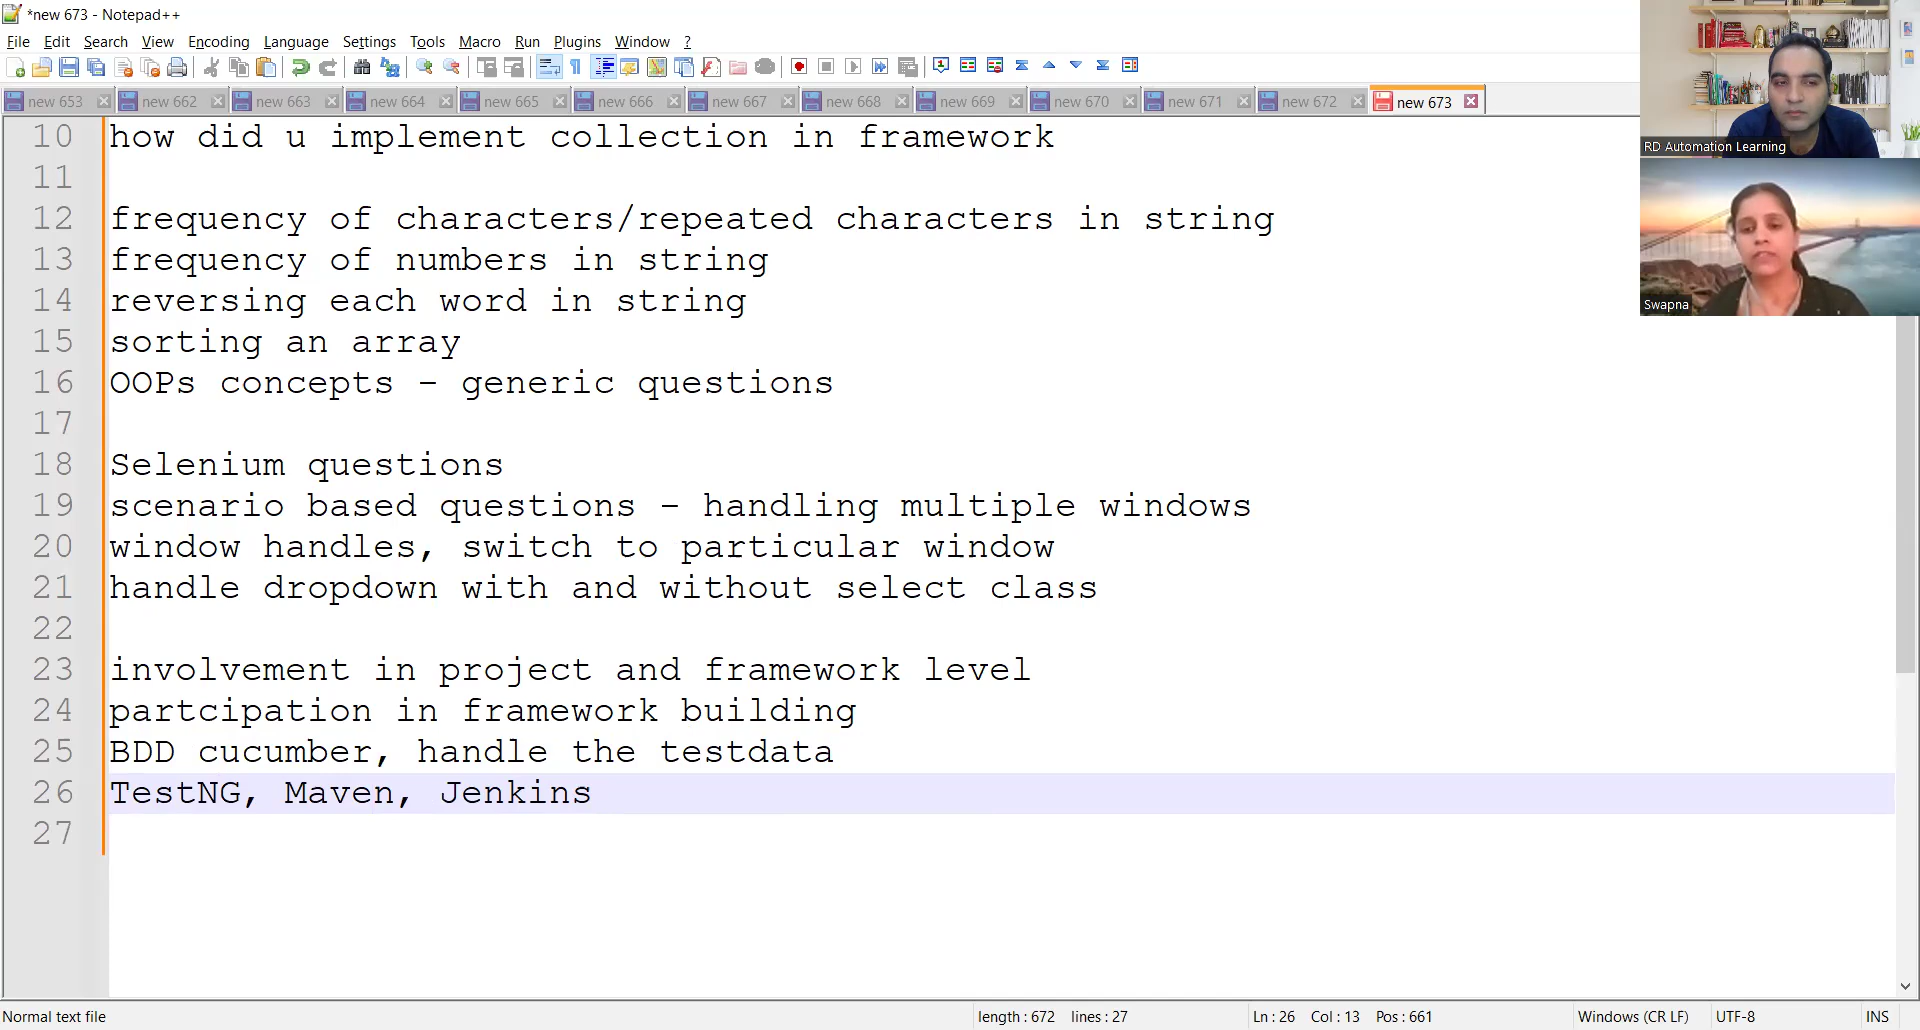 *new 673 - Notepad++
File Edit Search View Encoding Language Settings Tools Macro Run Plugins Window ?
new 653 new 662 new 663 new 664 new 665 new 666 new 667 new 668 new 669 new 670 new 671 new 672 new 673
10 how did u implement collection in framework
11
12 frequency of characters/repeated characters in string
13 frequency of numbers in string
14 reversing each word in string
15 sorting an array
16 OOPs concepts - generic questions
17
18 Selenium questions
19 scenario based questions - handling multiple windows
20 window handles, switch to particular window
21 handle dropdown with and without select class
22
23 involvement in project and framework level
24 partcipation in framework building
25 BDD cucumber, handle the testdata
26 TestNG, Maven, Jenkins
27
RD Automation Learning
Swapna
Normal text file length : 672 lines : 27 Ln : 26 Col : 13 Pos : 661 Windows (CR LF) UTF-8 INS